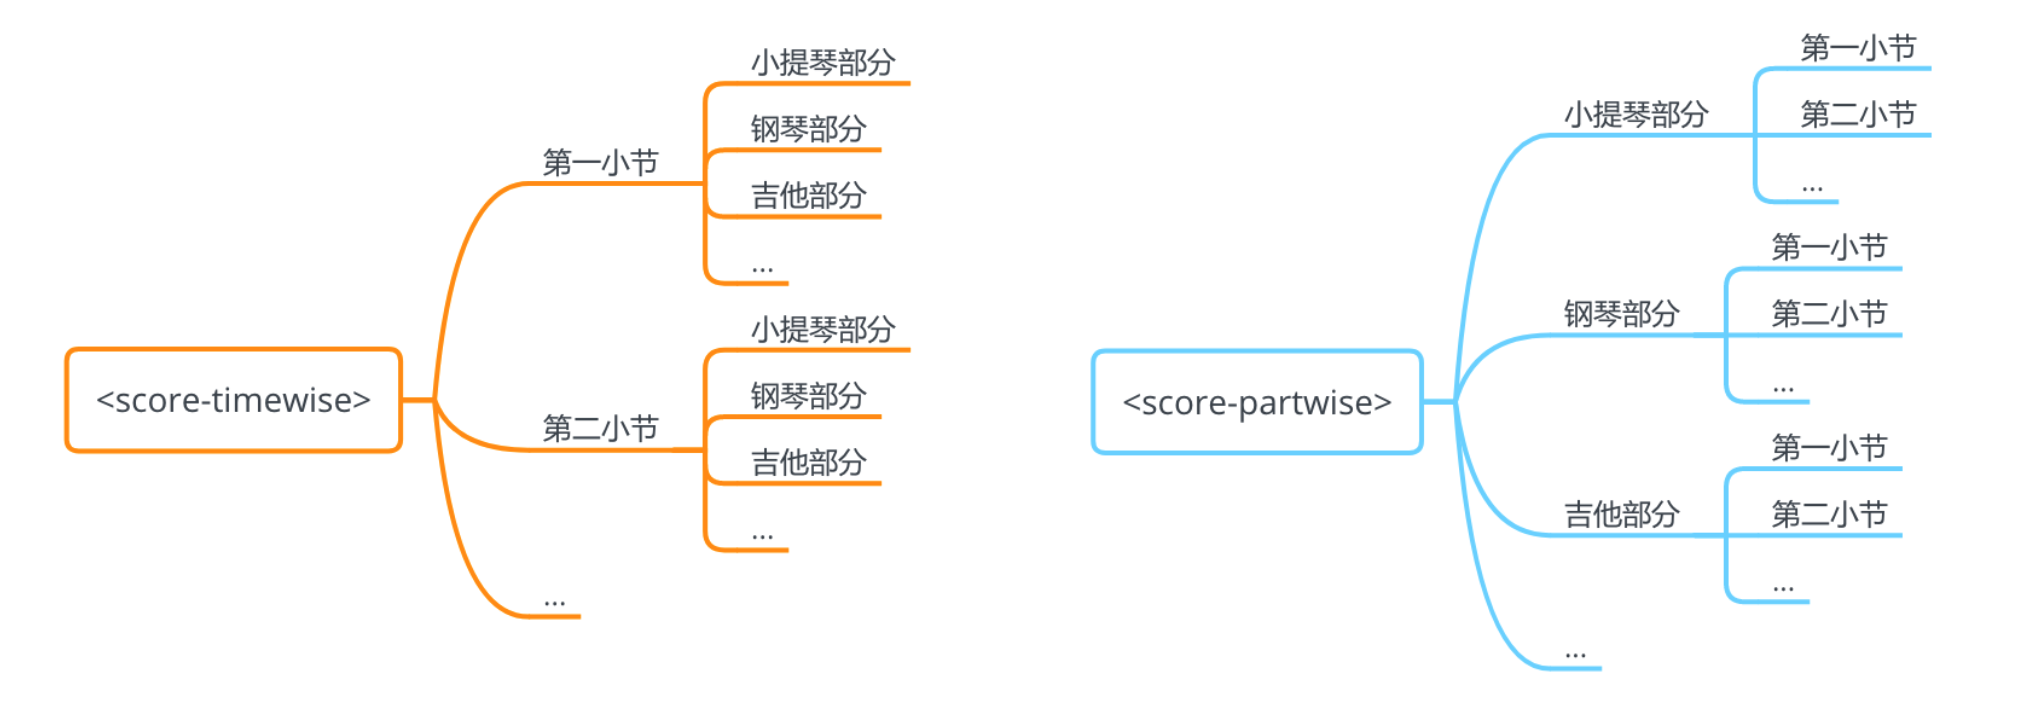 <score-timewise>
第一小节
小提琴部分
钢琴部分
吉他部分
...
第二小节
小提琴部分
钢琴部分
吉他部分
...
...
<score-partwise>
小提琴部分
第一小节
第二小节
...
钢琴部分
第一小节
第二小节
...
吉他部分
第一小节
第二小节
...
...